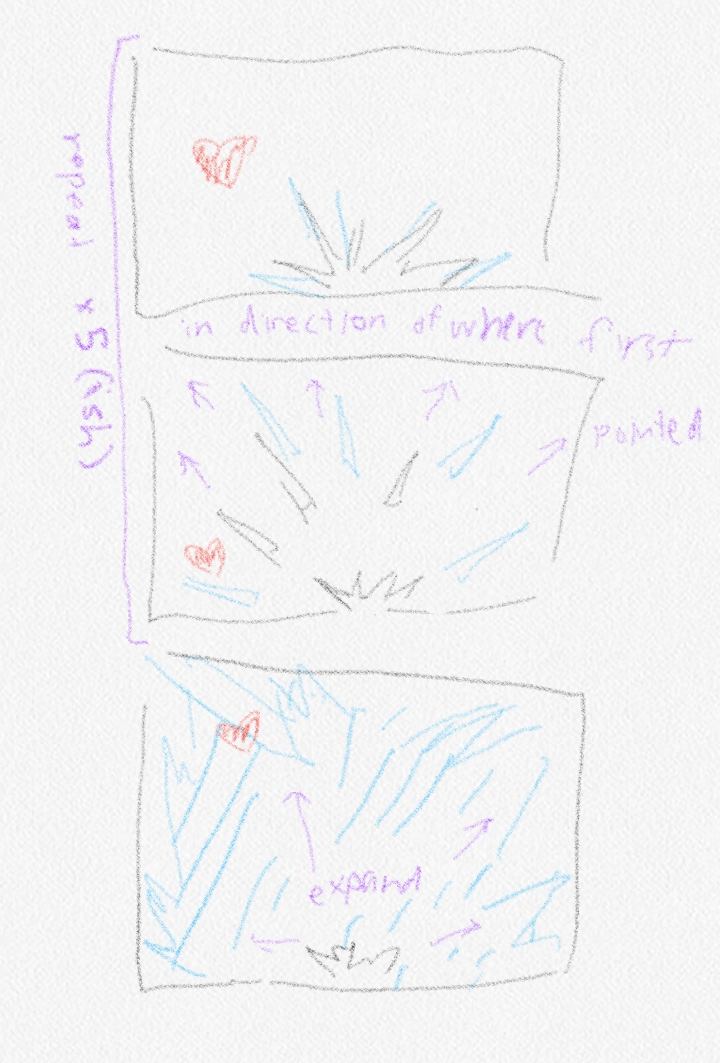 repeat x 5 (ish)
in direction of where first
pointed
expand